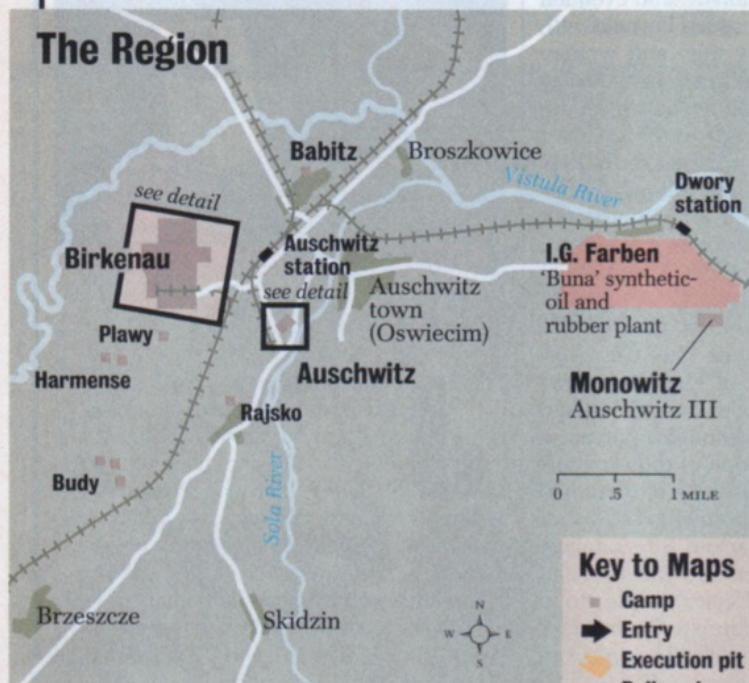 The Region
Babitz
Broszkowice
see detail
Vistula River
Dwory
station
Birkenau
Auschwitz
station
see detail
I.G. Farben
'Buna' synthetic-
oil and
rubber plant
Auschwitz
town
(Oswiecim)
Plawy
Harmense
Auschwitz
Monowitz
Auschwitz III
Rajsko
Budy
Sola River
0 .5 1 MILE
Brzeszcze
Skidzin
N
W E
S
Key to Maps
Camp
Entry
Execution pit